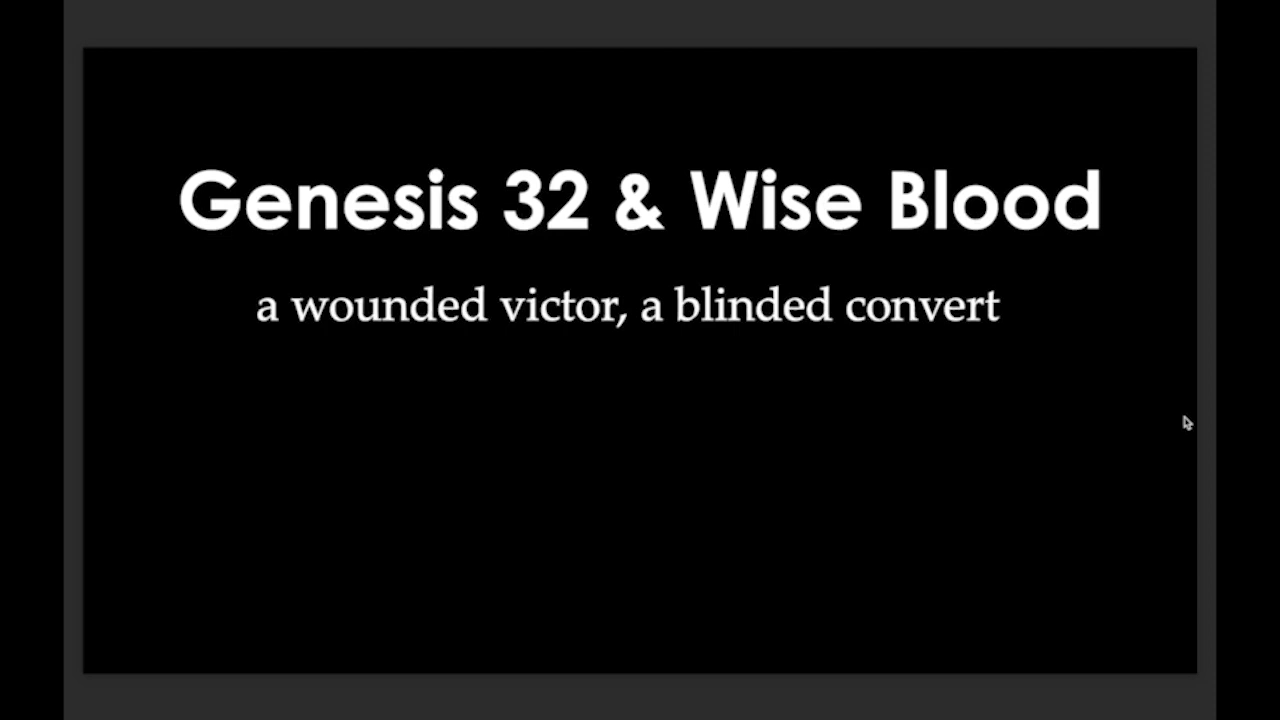 Genesis 32 & Wise Blood
a wounded victor, a blinded convert